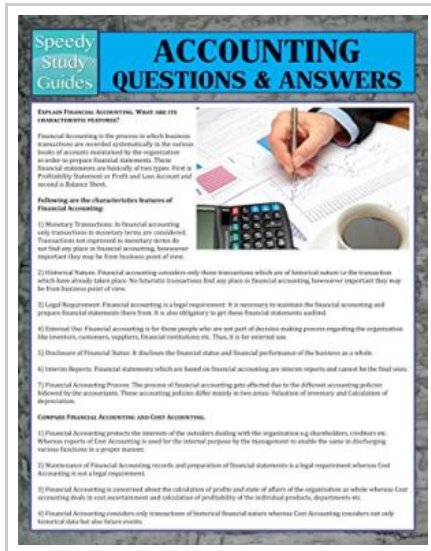 Speedy
Study
Guides
ACCOUNTING
QUESTIONS & ANSWERS
EXPLAIN FINANCIAL ACCOUNTING. WHAT ARE ITS
CHARACTERISTIC FEATURES?
Financial Accounting is the process in which business
transactions are recorded systematically in the various
books of accounts maintained by the organization
in order to prepare financial statements. These
financial statements are basically of two types: First is
Profitability Statement or Profit and Loss Account and
second is Balance Sheet.
Following are the characteristics features of
Financial Accounting:
1) Monetary Transactions: In financial accounting
only transactions in monetary terms are considered.
Transactions not expressed in monetary terms do
not find any place in financial accounting, howsoever
important they may be from business point of view.
2) Historical Nature: Financial accounting considers only those transactions which are of historical nature i.e the transaction
which have already taken place. No futuristic transactions find any place in financial accounting, howsoever important they may
be from business point of view.
3) Legal Requirement: Financial accounting is a legal requirement. It is necessary to maintain the financial accounting and
prepare financial statements there from. It is also obligatory to get these financial statements audited.
4) External Use: Financial accounting is for those people who are not part of decision making process regarding the organization
like investors, customers, suppliers, financial institutions etc. Thus, it is for external use.
5) Disclosure of Financial Status: It discloses the financial status and financial performance of the business as a whole.
6) Interim Reports: Financial statements which are based on financial accounting are interim reports and cannot be the final ones.
7) Financial Accounting Process: The process of financial accounting gets affected due to the different accounting policies
followed by the accountants. These accounting policies differ mainly in two areas: Valuation of inventory and Calculation of
depreciation.
COMPARE FINANCIAL ACCOUNTING AND COST ACCOUNTING.
1) Financial Accounting protects the interests of the outsiders dealing with the organization e.g shareholders, creditors etc.
Whereas reports of Cost Accounting is used for the internal purpose by the management to enable the same in discharging
various functions in a proper manner.
2) Maintenance of Financial Accounting records and preparation of financial statements is a legal requirement whereas Cost
Accounting is not a legal requirement.
3) Financial Accounting is concerned about the calculation of profits and state of affairs of the organization as whole whereas Cost
accounting deals in cost ascertainment and calculation of profitability of the individual products, departments etc.
4) Financial Accounting considers only transactions of historical financial nature whereas Cost Accounting considers not only
historical data but also future events.